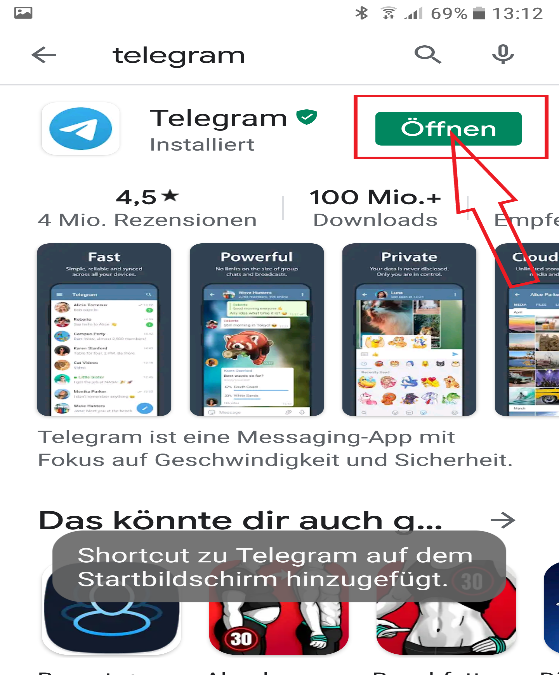 69% 13:12
telegram
Telegram
Installiert
Öffnen
4,5★
4 Mio. Rezensionen
100 Mio.+
Downloads
Empfe
Fast
Simple, reliable and synced
across all your devices.
Telegram
Powerful
No limits on the size of group
chats and broadcasts.
Private
Your data is never disclosed.
Only you are in control.
Cloud
Telegram ist eine Messaging-App mit
Fokus auf Geschwindigkeit und Sicherheit.
Das könnte dir auch g...
Shortcut zu Telegram auf dem
Startbildschirm hinzugefügt.
30
30